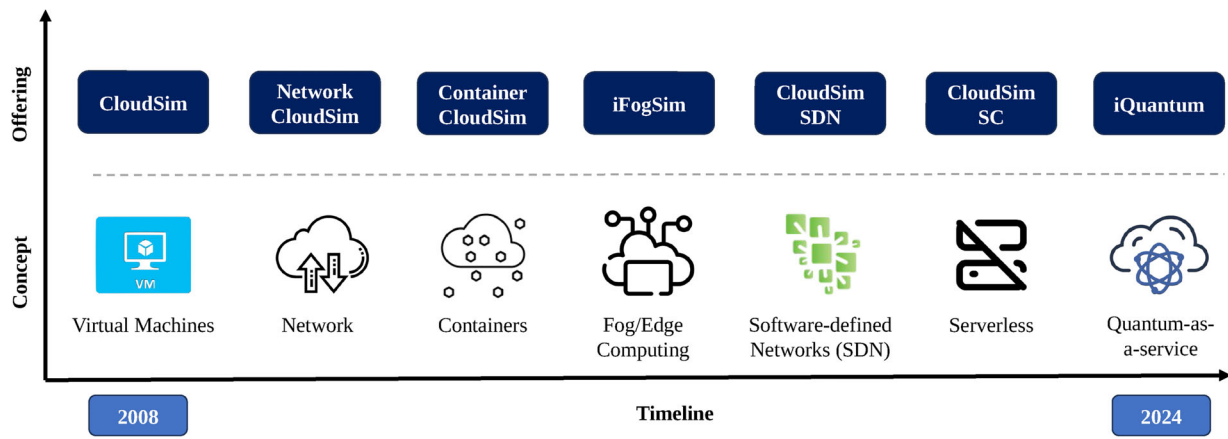 Offering
CloudSim
Network
CloudSim
Container
CloudSim
iFogSim
CloudSim
SDN
CloudSim
SC
iQuantum
Concept
VM
Virtual Machines
Network
Containers
Fog/Edge
Computing
Software-defined
Networks (SDN)
Serverless
Quantum-as-
a-service
2008
Timeline
2024